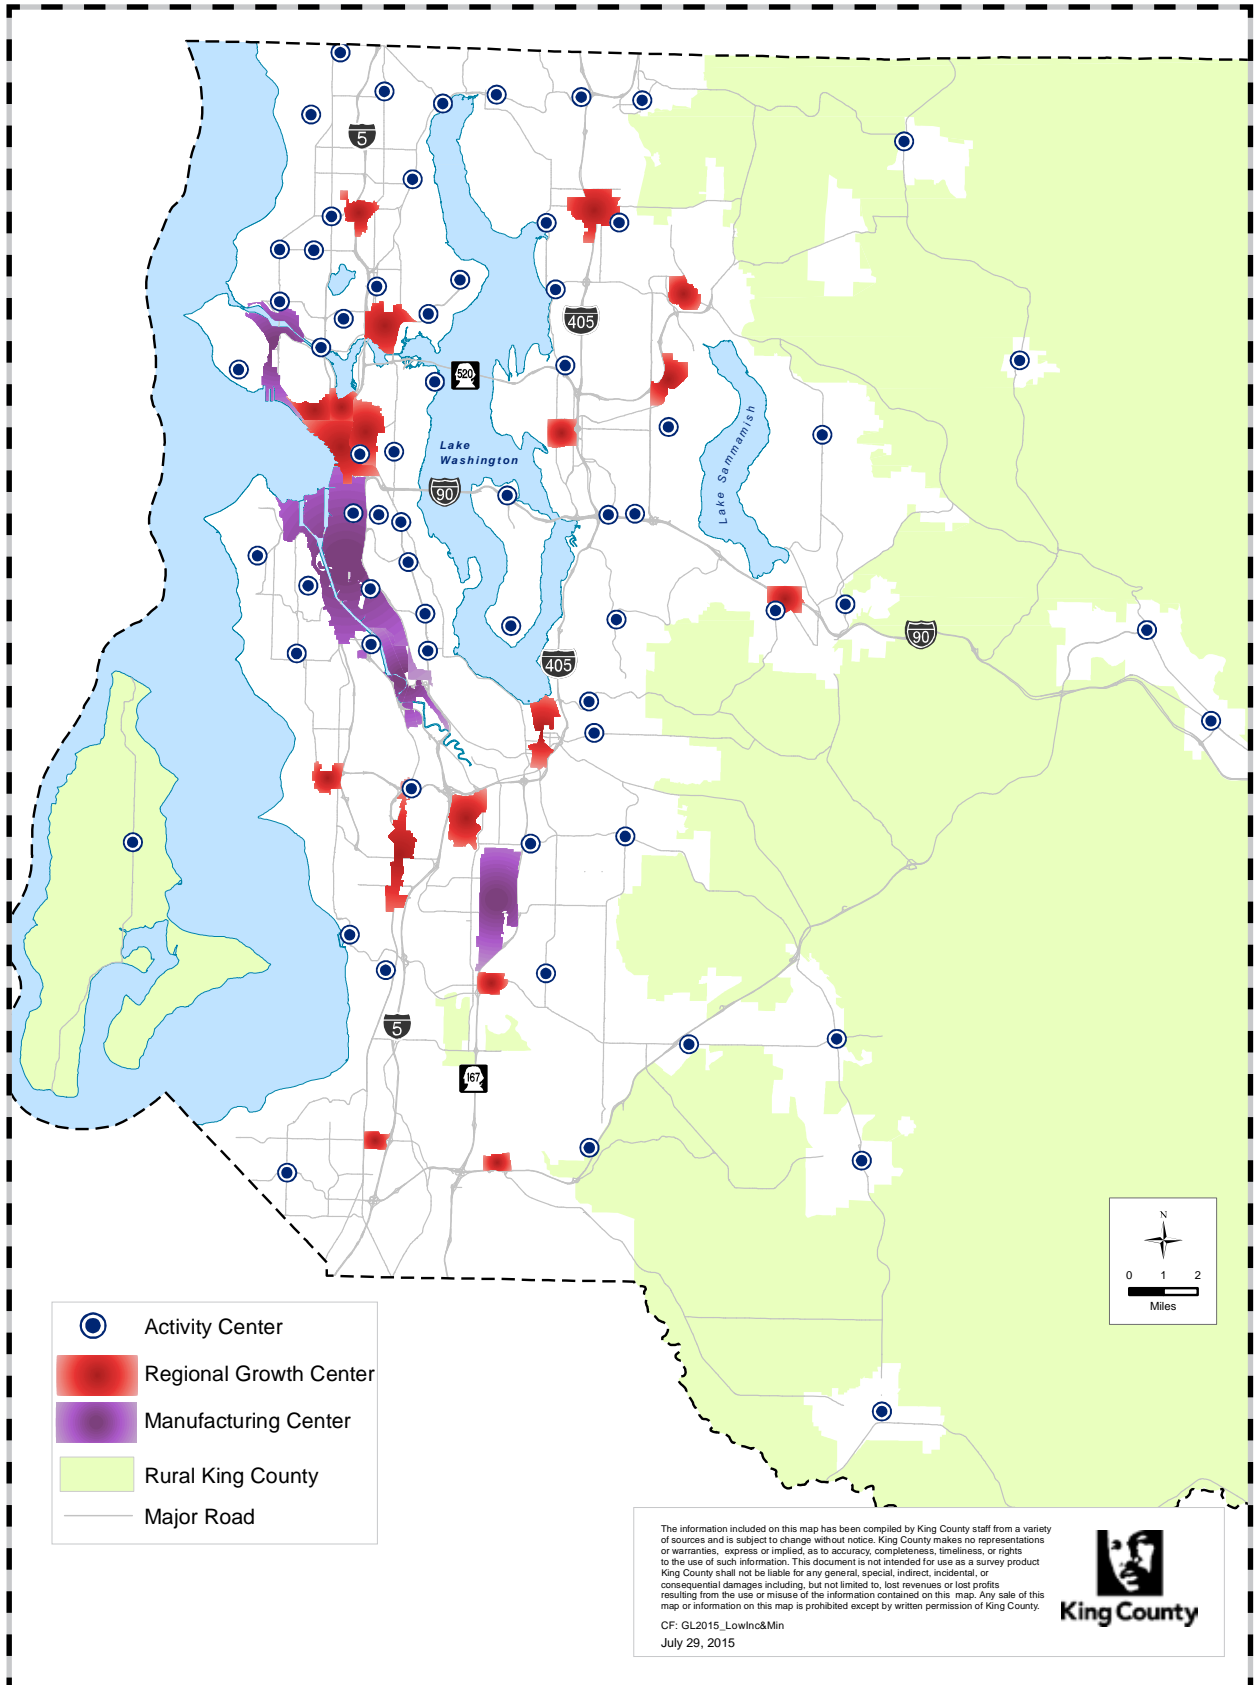 5
405
520
Lake
Washington
Lake Sammamish
90
90
405
5
167
N
0 1 2
Miles
Activity Center
Regional Growth Center
Manufacturing Center
Rural King County
Major Road
The information included on this map has been compiled by King County staff from a variety
of sources and is subject to change without notice. King County makes no representations
or warranties, express or implied, as to accuracy, completeness, timeliness, or rights
to the use of such information. This document is not intended for use as a survey product
King County shall not be liable for any general, special, indirect, incidental, or
consequential damages including, but not limited to, lost revenues or lost profits
resulting from the use or misuse of the information contained on this map. Any sale of this
map or information on this map is prohibited except by written permission of King County.
CF: GL2015_LowInc&Min
July 29, 2015
King County